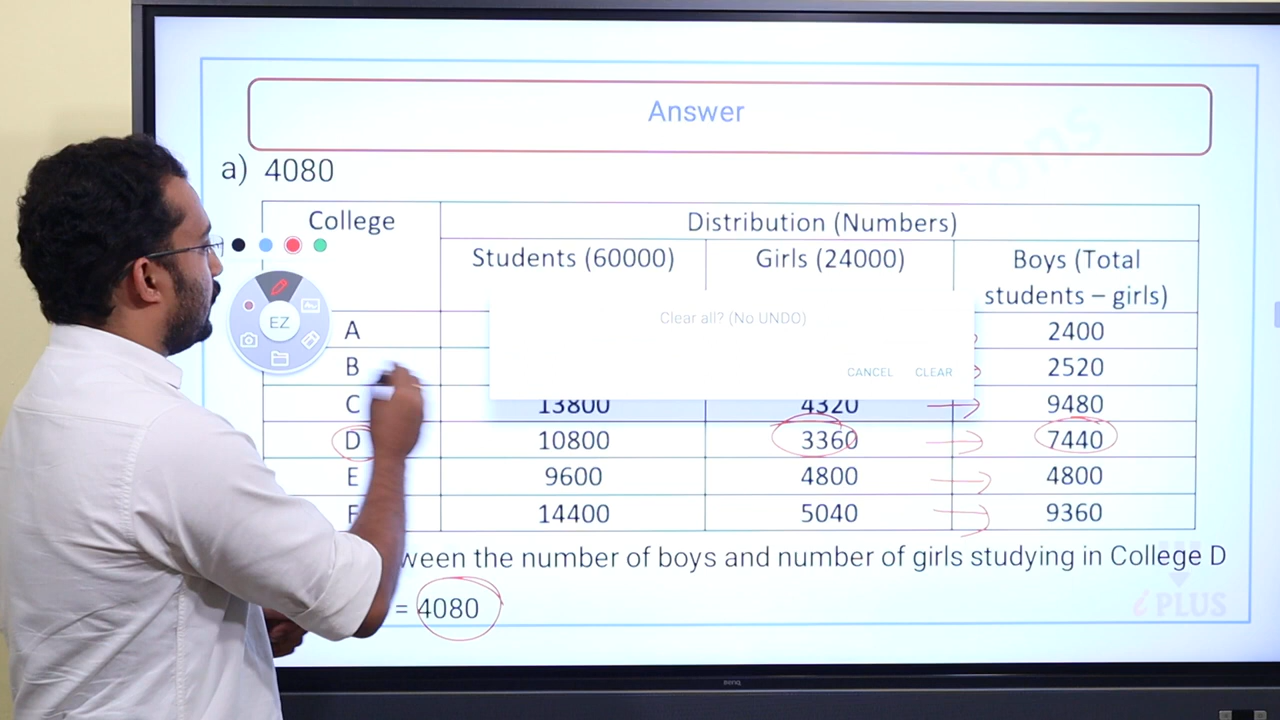 Answer
a) 4080
College
Distribution (Numbers)
Students (60000)
Girls (24000)
Boys (Total
students – girls)
EZ
Clear all? (No UNDO)
CANCEL
CLEAR
A
2400
B
2520
C
13800
4320
9480
D
10800
3360
7440
E
9600
4800
4800
F
14400
5040
9360
the number of boys and number of girls studying in College D
= 4080
iPLUS
BenQ